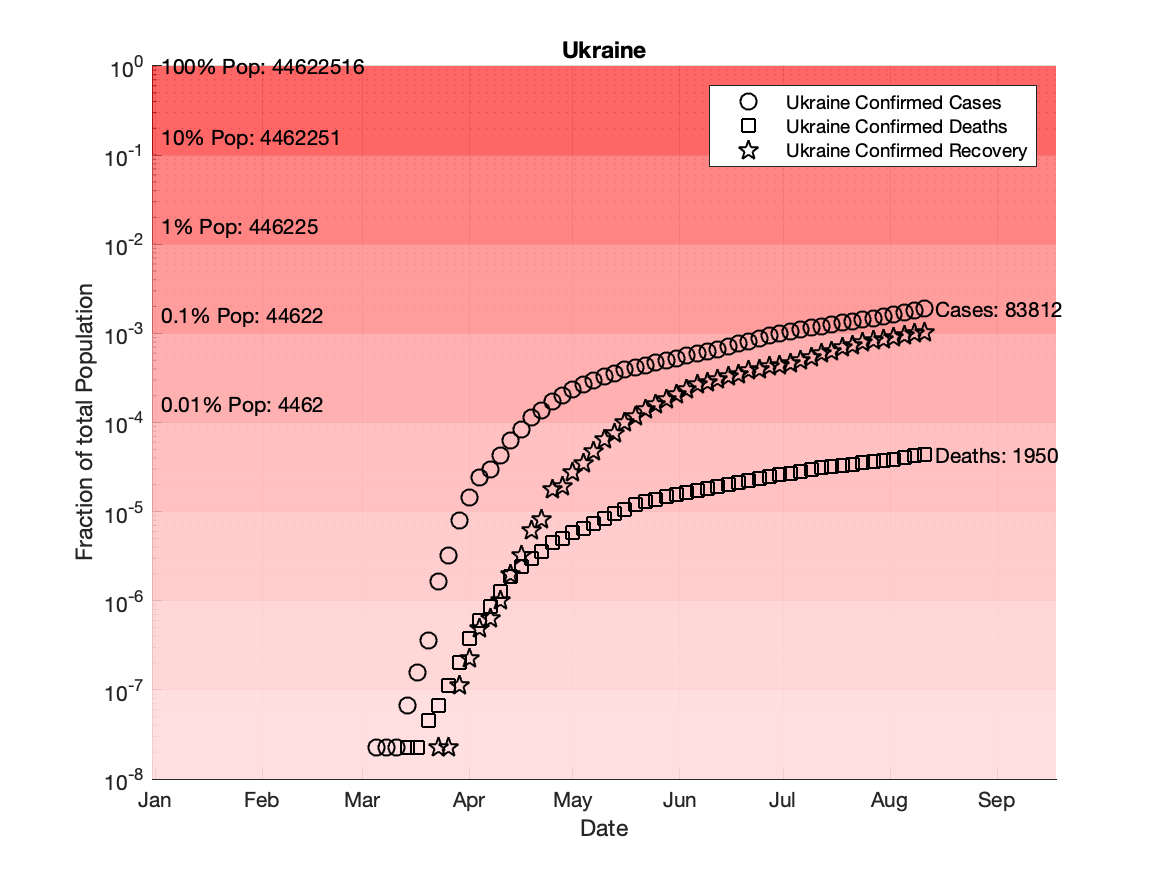 Ukraine
10^0
100% Pop: 44622516
Ukraine Confirmed Cases
Ukraine Confirmed Deaths
Ukraine Confirmed Recovery
10% Pop: 4462251
10^-1
1% Pop: 446225
10^-2
0.1% Pop: 44622
Cases: 83812
10^-3
0.01% Pop: 4462
10^-4
Deaths: 1950
10^-5
10^-6
10^-7
10^-8
Fraction of total Population
Jan Feb Mar Apr May Jun Jul Aug Sep
Date